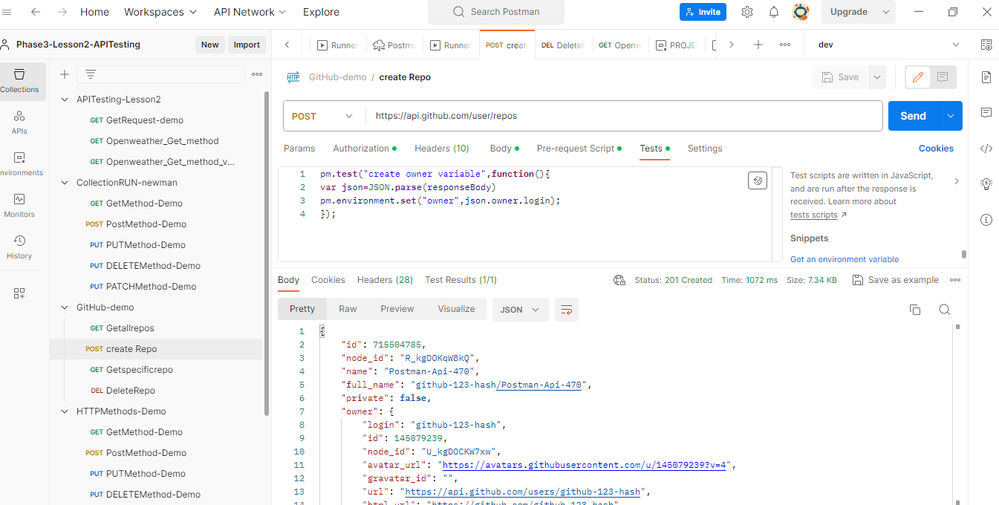 Home Workspaces API Network Explore Search Postman Invite Upgrade
Phase3-Lesson2-APITesting New Import Runner Postma Runner POST creat DEL Delete GET Openw PROJE dev
Collections
APIs
nvironments
Monitors
History
APITesting-Lesson2
GET GetRequest-demo
GET Openweather_Get_method
GET Openweather_Get_method_v...
CollectionRUN-newman
GET GetMethod-Demo
POST PostMethod-Demo
PUT PUTMethod-Demo
PUT DELETEMethod-Demo
PUT PATCHMethod-Demo
GitHub-demo
GET Getallrepos
POST create Repo
GET Getspecificrepo
DEL DeleteRepo
HTTPMethods-Demo
GET GetMethod-Demo
POST PostMethod-Demo
PUT PUTMethod-Demo
PUT DELETEMethod-Demo
HTTP GitHub-demo / create Repo Save
POST https://api.github.com/user/repos Send
Params Authorization Headers (10) Body Pre-request Script Tests Settings Cookies
1 pm.test("create owner variable",function(){
2 var json=JSON.parse(responseBody)
3 pm.environment.set("owner",json.owner.login);
4 });
Test scripts are written in JavaScript,
and are run after the response is
received. Learn more about
tests scripts ↗
Snippets
Get an environment variable
Body Cookies Headers (28) Test Results (1/1) Status: 201 Created Time: 1072 ms Size: 7.34 KB Save as example
Pretty Raw Preview Visualize JSON
1 {
2 "id": 715504785,
3 "node_id": "R_kgDOKqW8kQ",
4 "name": "Postman-Api-470",
5 "full_name": "github-123-hash/Postman-Api-470",
6 "private": false,
7 "owner": {
8 "login": "github-123-hash",
9 "id": 145079239,
10 "node_id": "U_kgDOCKW7xw",
11 "avatar_url": "https://avatars.githubusercontent.com/u/145079239?v=4",
12 "gravatar_id": "",
13 "url": "https://api.github.com/users/github-123-hash",
14 "html_url": "https://github.com/github-123-hash"